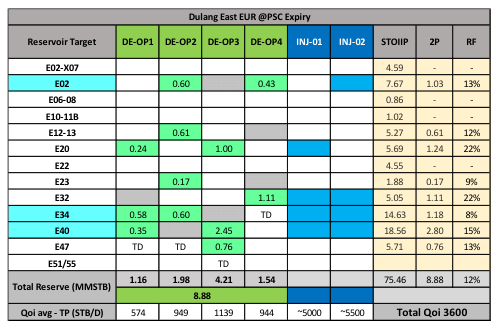 Dulang East EUR @PSC Expiry
Reservoir Target DE-OP1 DE-OP2 DE-OP3 DE-OP4 INJ-01 INJ-02 STOIIP 2P RF
E02-X07 4.59 - -
E02 0.60 0.43 7.67 1.03 13%
E06-08 0.86 - -
E10-11B 1.02 - -
E12-13 0.61 5.27 0.61 12%
E20 0.24 1.00 5.69 1.24 22%
E22 4.55 - -
E23 0.17 1.88 0.17 9%
E32 1.11 5.05 1.11 22%
E34 0.58 0.60 TD 14.63 1.18 8%
E40 0.35 2.45 18.56 2.80 15%
E47 TD TD 0.76 5.71 0.76 13%
E51/55 TD
Total Reserve (MMSTB) 1.16 1.98 4.21 1.54 75.46 8.88 12%
8.88
Qoi avg - TP (STB/D) 574 949 1139 944 ~5000 ~5500 Total Qoi 3600